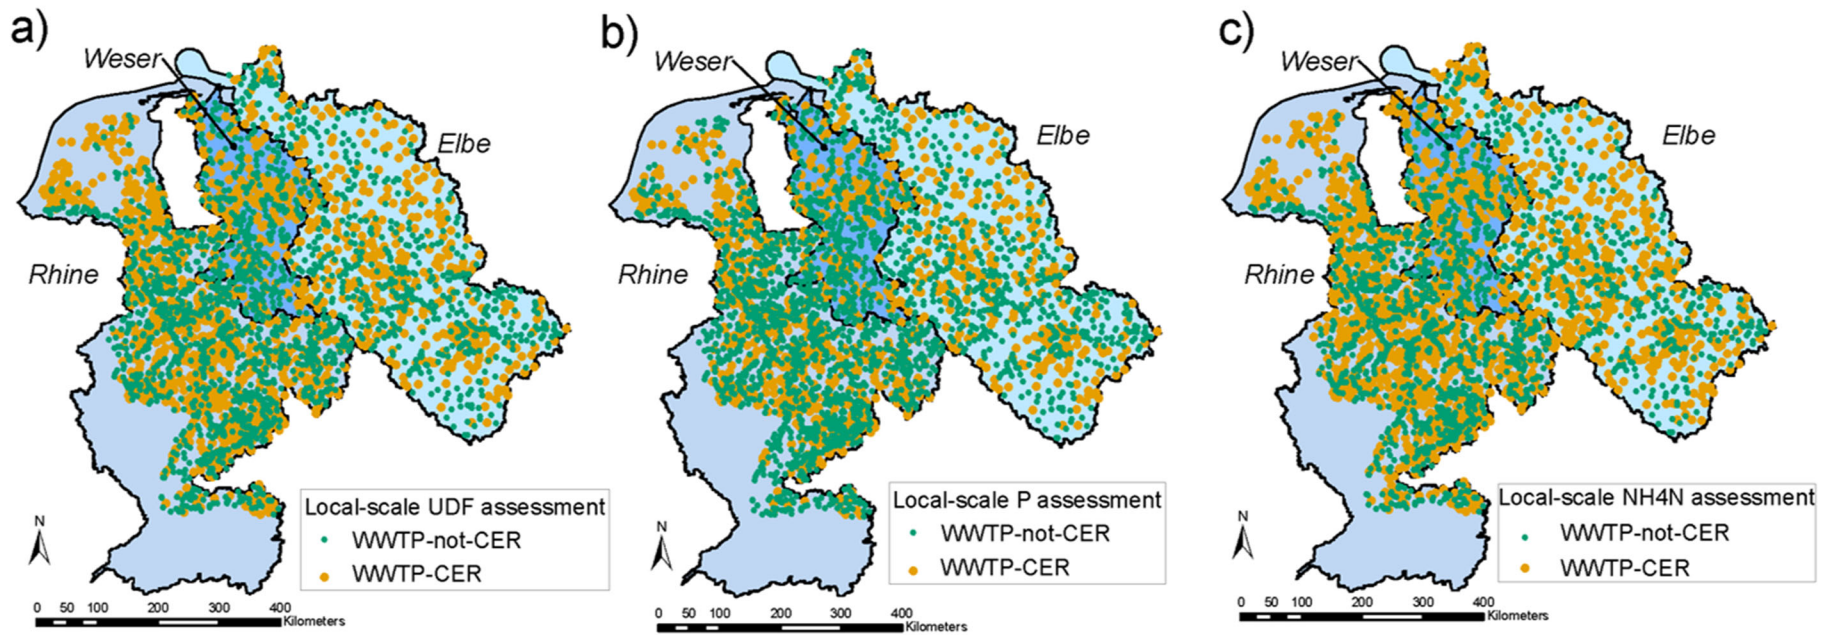 a)
Weser
Elbe
Rhine
N
Local-scale UDF assessment
WWTP-not-CER
WWTP-CER
0 50 100 200 300 400
Kilometers
b)
Weser
Elbe
Rhine
N
Local-scale P assessment
WWTP-not-CER
WWTP-CER
0 50 100 200 300 400
Kilometers
c)
Weser
Elbe
Rhine
N
Local-scale NH4N assessment
WWTP-not-CER
WWTP-CER
0 50 100 200 300 400
Kilometers